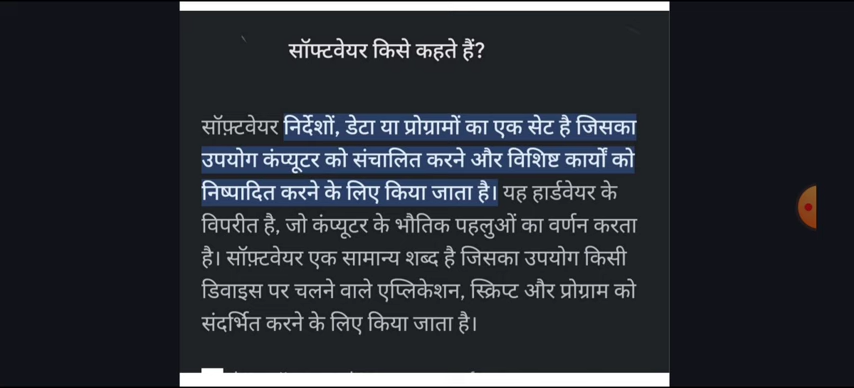 सॉफ्टवेयर किसे कहते हैं?
सॉफ़्टवेयर निर्देशों, डेटा या प्रोग्रामों का एक सेट है जिसका
उपयोग कंप्यूटर को संचालित करने और विशिष्ट कार्यों को
निष्पादित करने के लिए किया जाता है। यह हार्डवेयर के
विपरीत है, जो कंप्यूटर के भौतिक पहलुओं का वर्णन करता
है। सॉफ़्टवेयर एक सामान्य शब्द है जिसका उपयोग किसी
डिवाइस पर चलने वाले एप्लिकेशन, स्क्रिप्ट और प्रोग्राम को
संदर्भित करने के लिए किया जाता है।